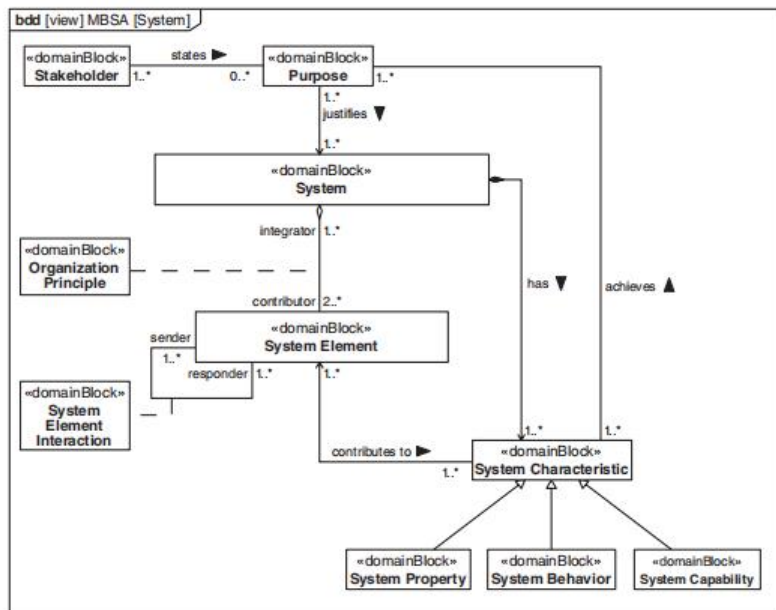 bdd [view] MBSA [System]
«domainBlock»
Stakeholder
states ►
1..*
0..*
«domainBlock»
Purpose
1..*
1..*
justifies ▼
1..*
«domainBlock»
System
integrator
1..*
«domainBlock»
Organization
Principle
has ▼
achieves ▲
contributor
2..*
«domainBlock»
System Element
sender
1..*
responder
1..*
1..*
«domainBlock»
System
Element
Interaction
contributes to ►
1..*
1..*
1..*
«domainBlock»
System Characteristic
«domainBlock»
System Property
«domainBlock»
System Behavior
«domainBlock»
System Capability